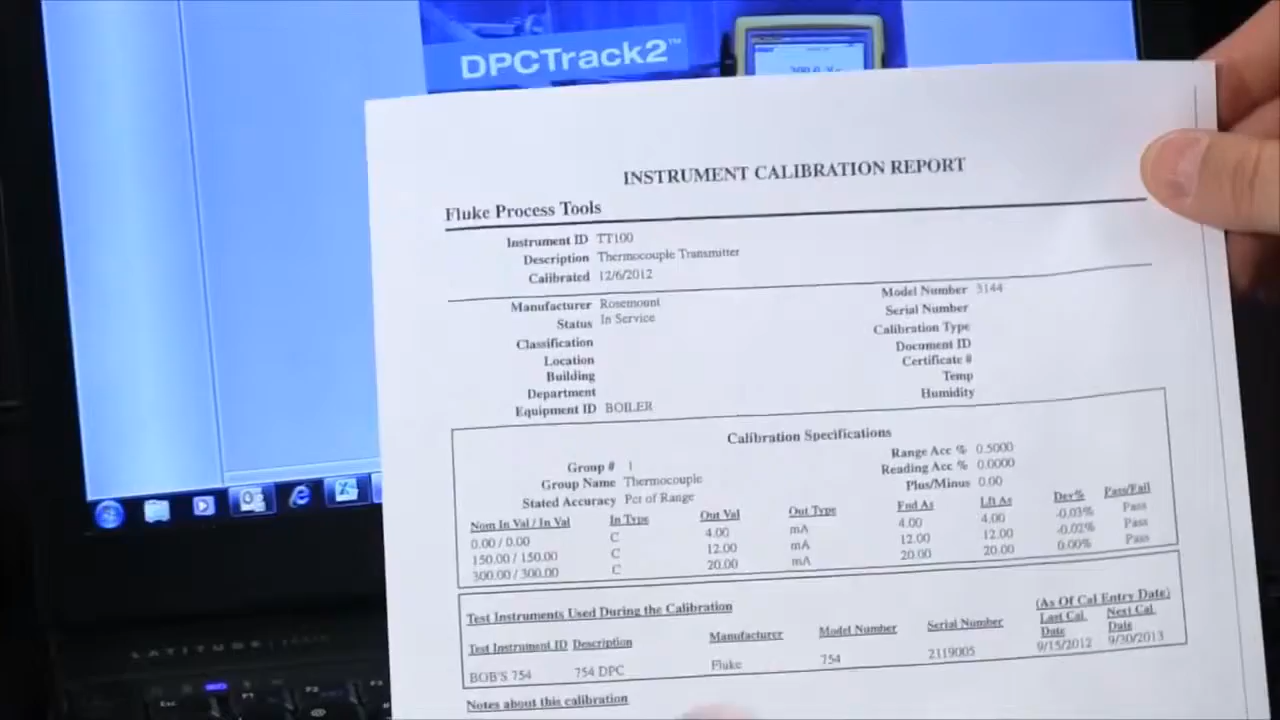 DPCTrack2™
INSTRUMENT CALIBRATION REPORT
Fluke Process Tools
Instrument ID TT100
Description Thermocouple Transmitter
Calibrated 12/6/2012
Manufacturer Rosemount
Status In Service
Classification
Location
Building
Department
Equipment ID BOILER
Model Number 3144
Serial Number
Calibration Type
Document ID
Certificate #
Temp
Humidity
Calibration Specifications
Group # 1
Group Name Thermocouple
Stated Accuracy Pct of Range
Range Acc % 0.5000
Reading Acc % 0.0000
Plus/Minus 0.00
Nom In Val / In Val In Type Out Val Out Type Fnd As Lft As Dev% Pass/Fail
0.00 / 0.00 C 4.00 mA 4.00 4.00 -0.03% Pass
150.00 / 150.00 C 12.00 mA 12.00 12.00 -0.02% Pass
300.00 / 300.00 C 20.00 mA 20.00 20.00 0.00% Pass
Test Instruments Used During the Calibration
(As Of Cal Entry Date)
Test Instrument ID Description Manufacturer Model Number Serial Number Last Cal Date Next Cal Date
BOB'S 754 754 DPC Fluke 754 2119005 9/15/2012 9/30/2013
Notes about this calibration
LATITUDE
Esc
F1
F2